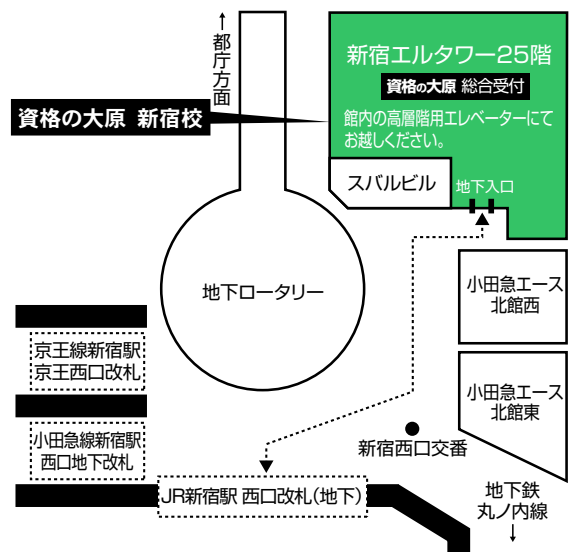 ↑都庁方面
新宿エルタワー25階
資格の大原 総合受付
館内の高層階用エレベーターにて
お越しください。
資格の大原 新宿校
スバルビル
地下入口
地下ロータリー
小田急エース
北館西
京王線新宿駅
京王西口改札
小田急エース
北館東
小田急線新宿駅
西口地下改札
新宿西口交番
JR新宿駅 西口改札(地下)
地下鉄
丸ノ内線
↓